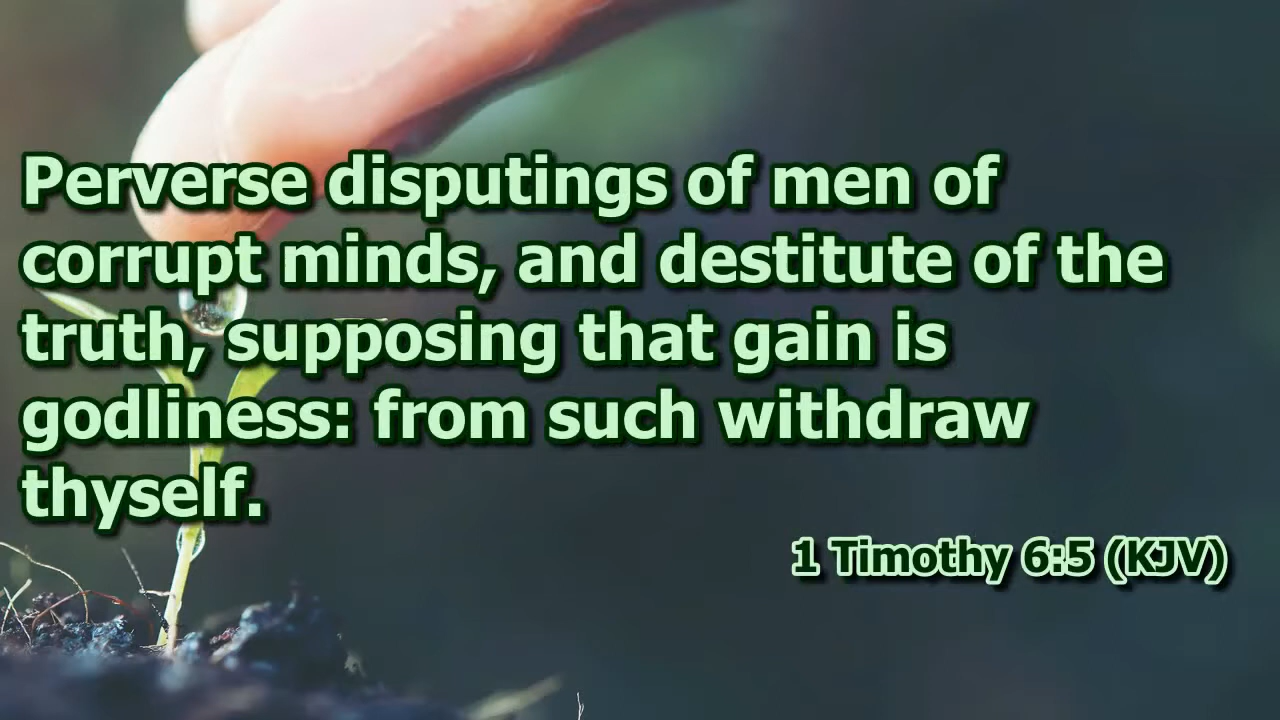 Perverse disputings of men of
corrupt minds, and destitute of the
truth, supposing that gain is
godliness: from such withdraw
thyself.
1 Timothy 6:5 (KJV)